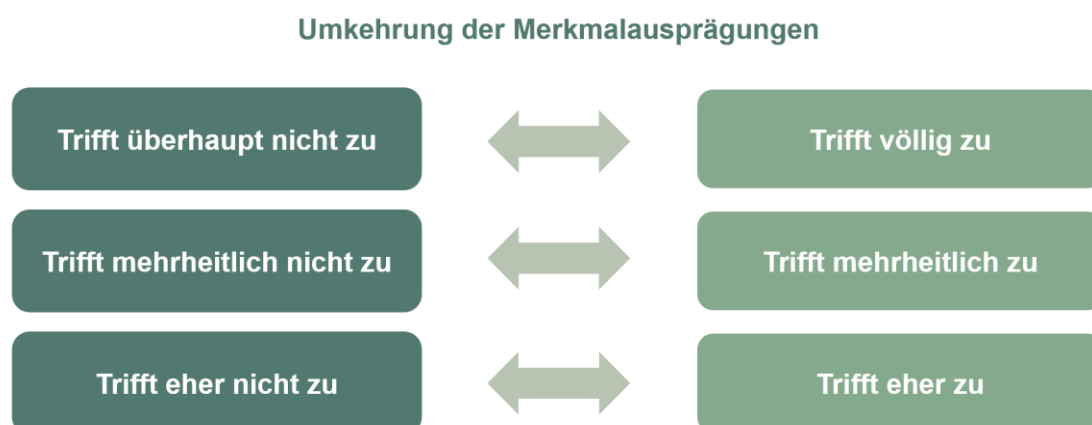 Umkehrung der Merkmalausprägungen
Trifft überhaupt nicht zu
Trifft völlig zu
Trifft mehrheitlich nicht zu
Trifft mehrheitlich zu
Trifft eher nicht zu
Trifft eher zu